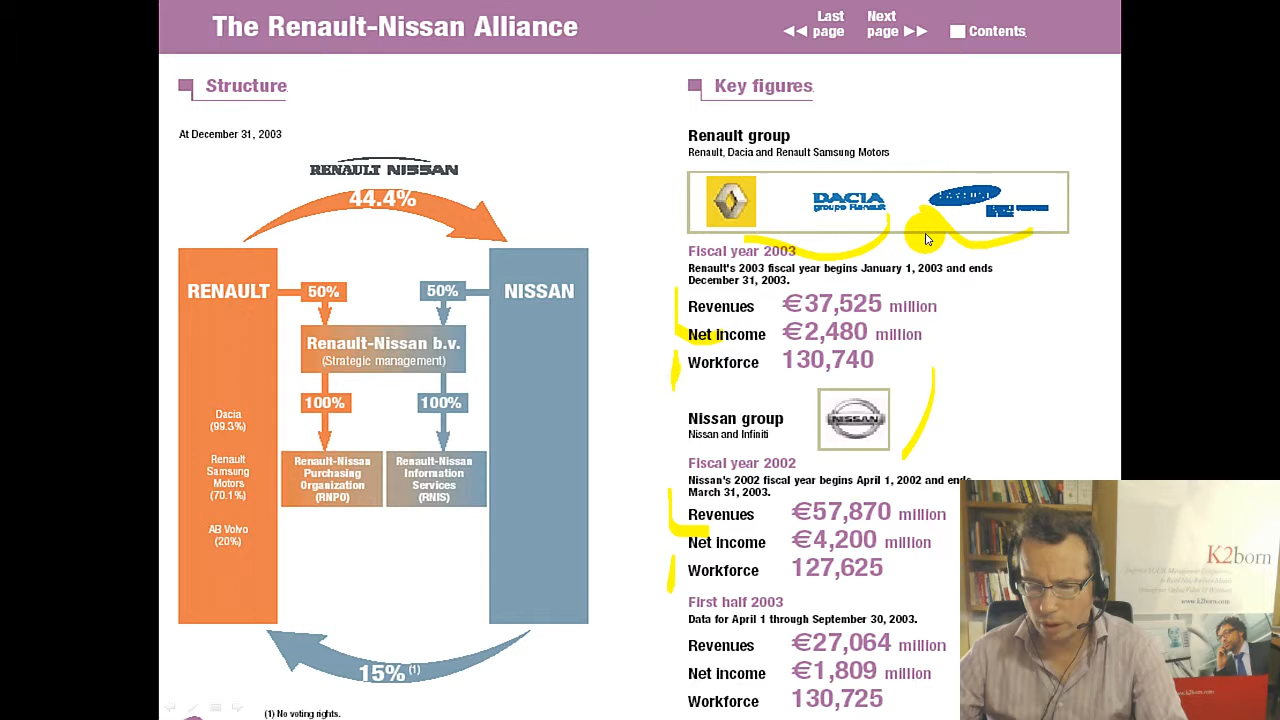 The Renault-Nissan Alliance
Last page
Next page
Contents
Structure
At December 31, 2003
RENAULT NISSAN
44.4%
RENAULT
50%
50%
NISSAN
Renault-Nissan b.v.
(Strategic management)
100%
100%
Dacia
(99.3%)
Renault
Samsung
Motors
(70.1%)
AB Volvo
(20%)
Renault-Nissan
Purchasing
Organization
(RNPO)
Renault-Nissan
Information
Services
(RNIS)
15% (1)
(1) No voting rights.
Key figures
Renault group
Renault, Dacia and Renault Samsung Motors
DACIA
groupe Renault
Fiscal year 2003
Renault's 2003 fiscal year begins January 1, 2003 and ends
December 31, 2003.
Revenues €37,525 million
Net income €2,480 million
Workforce 130,740
Nissan group
Nissan and Infiniti
NISSAN
Fiscal year 2002
Nissan's 2002 fiscal year begins April 1, 2002 and ends
March 31, 2003.
Revenues €57,870 million
Net income €4,200 million
Workforce 127,625
First half 2003
Data for April 1 through September 30, 2003.
Revenues €27,064 million
Net income €1,809 million
Workforce 130,725
K2born
www.k2born.com